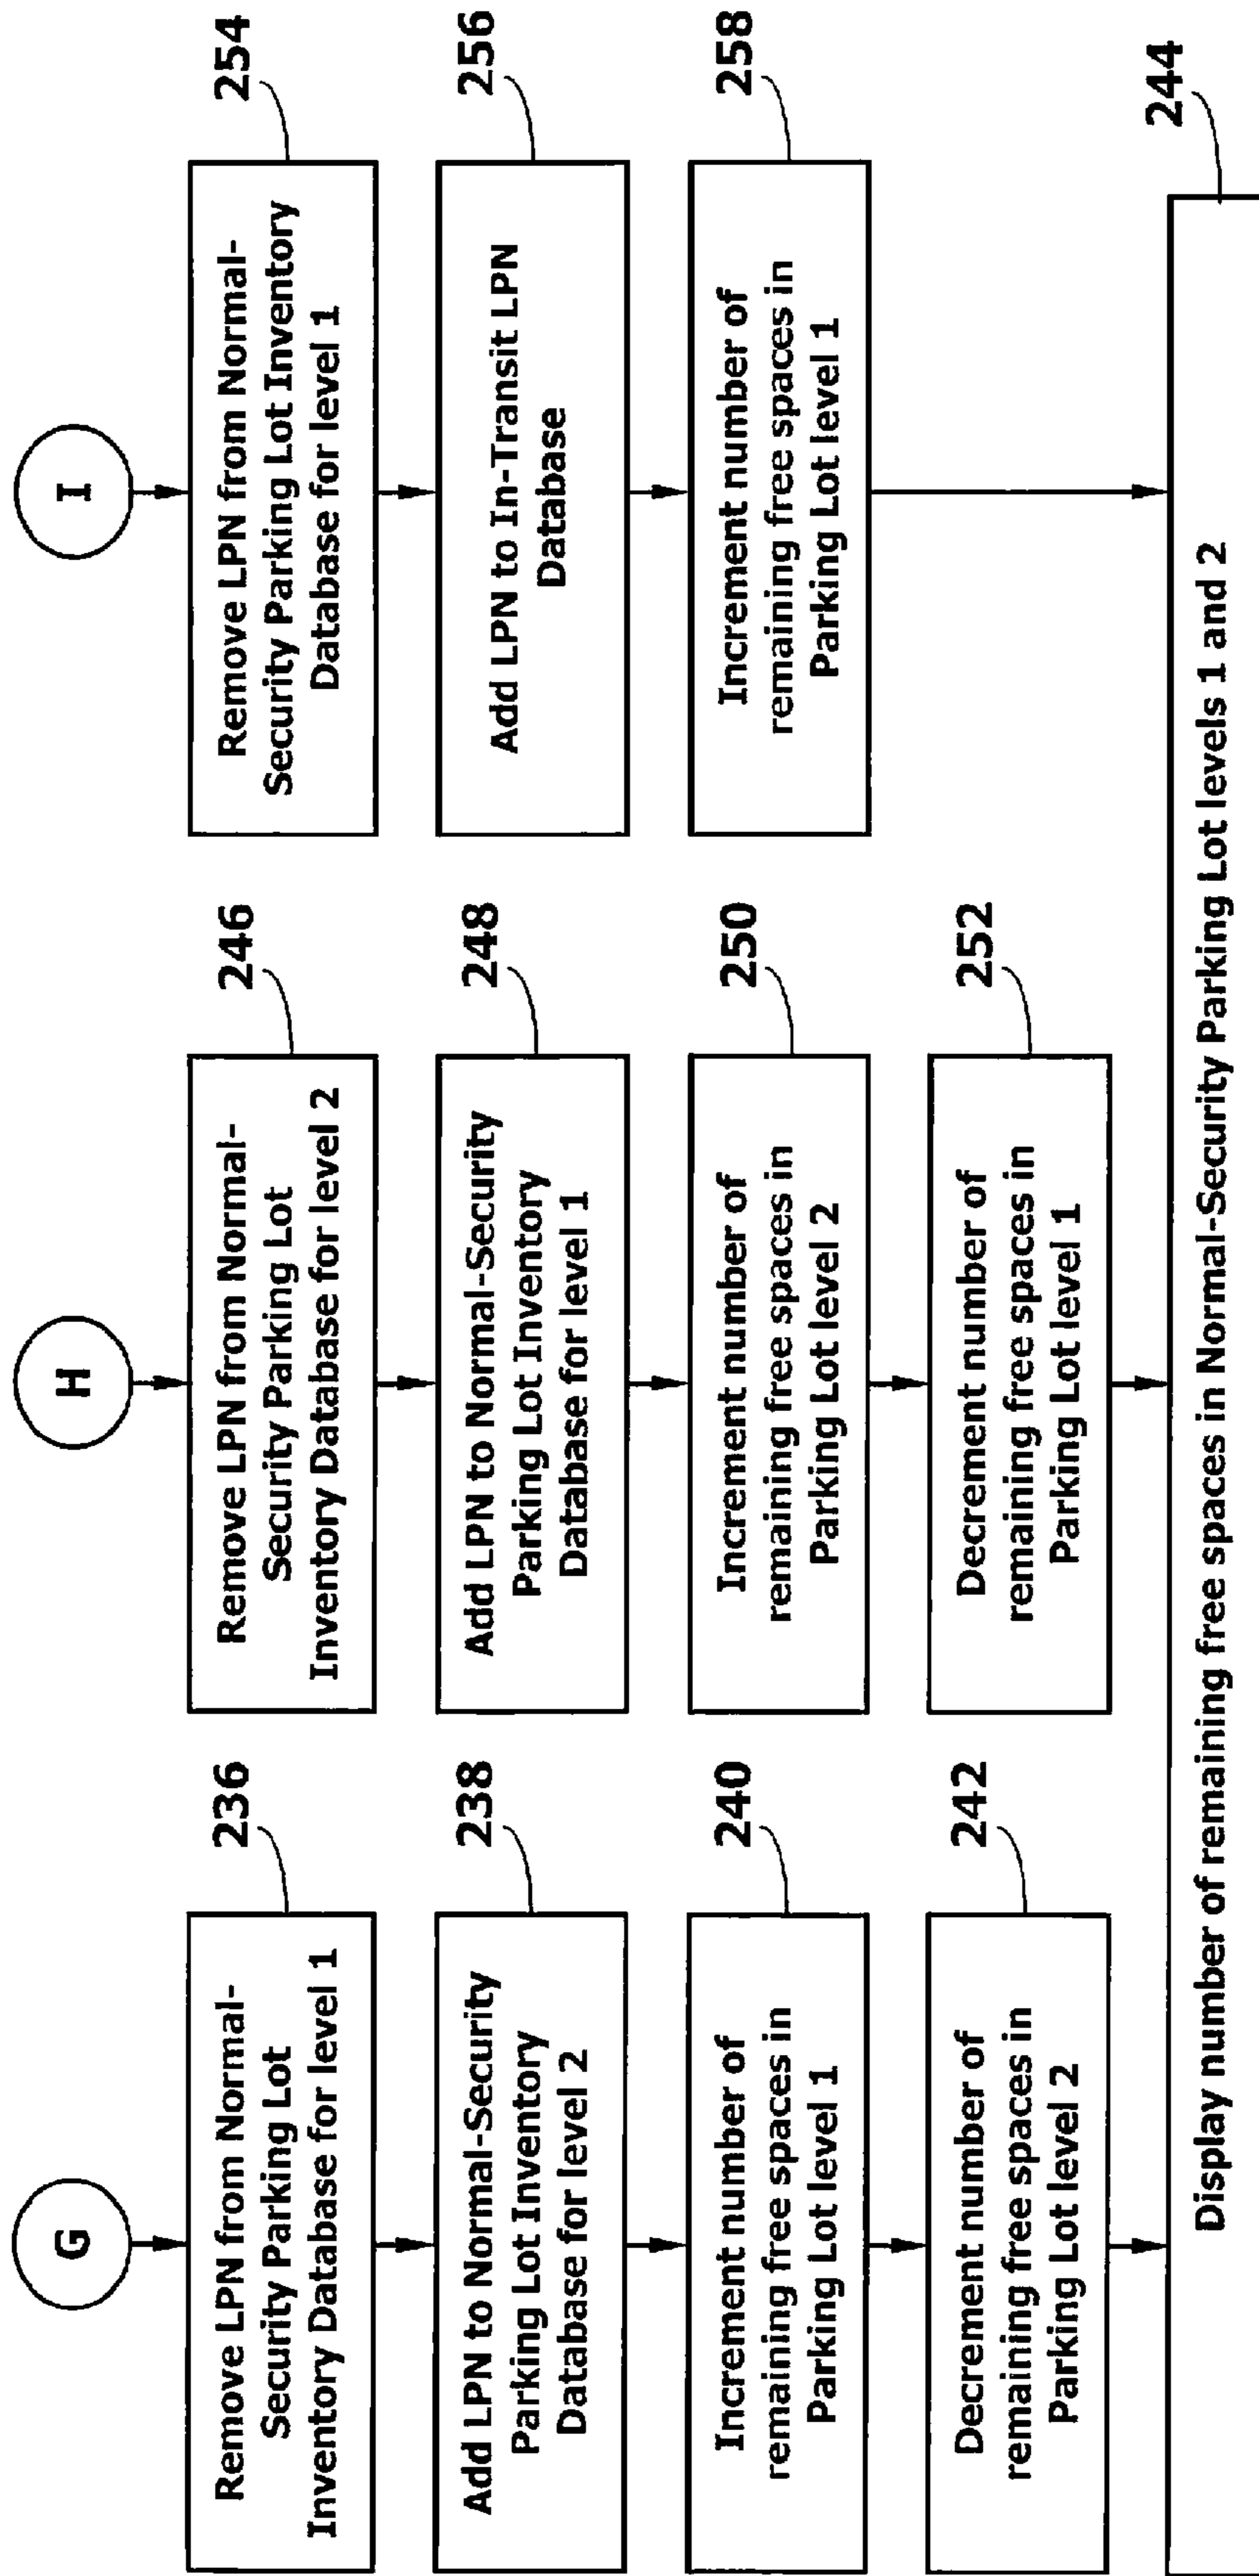 G
236
Remove LPN from Normal-
Security Parking Lot
Inventory Database for level 1
238
Add LPN to Normal-Security
Parking Lot Inventory
Database for level 2
240
Increment number of
remaining free spaces in
Parking Lot level 1
242
Decrement number of
remaining free spaces in
Parking Lot level 2
H
246
Remove LPN from Normal-
Security Parking Lot
Inventory Database for level 2
248
Add LPN to Normal-Security
Parking Lot Inventory
Database for level 1
250
Increment number of
remaining free spaces in
Parking Lot level 2
252
Decrement number of
remaining free spaces in
Parking Lot level 1
I
254
Remove LPN from Normal-
Security Parking Lot Inventory
Database for level 1
256
Add LPN to In-Transit LPN
Database
258
Increment number of
remaining free spaces in
Parking Lot level 1
244
Display number of remaining free spaces in Normal-Security Parking Lot levels 1 and 2